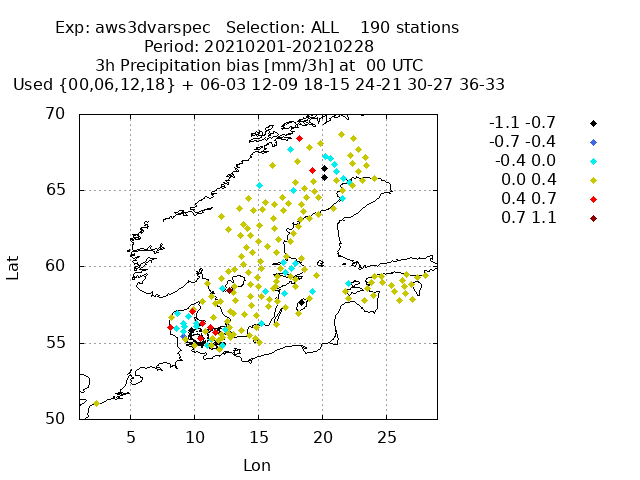 Exp: aws3dvarspec   Selection: ALL    190 stations
Period: 20210201-20210228
3h Precipitation bias [mm/3h] at  00 UTC
Used {00,06,12,18} + 06-03 12-09 18-15 24-21 30-27 36-33
-1.1 -0.7
-0.7 -0.4
-0.4 0.0
0.0 0.4
0.4 0.7
0.7 1.1
70
65
60
55
50
Lat
5 10 15 20 25
Lon